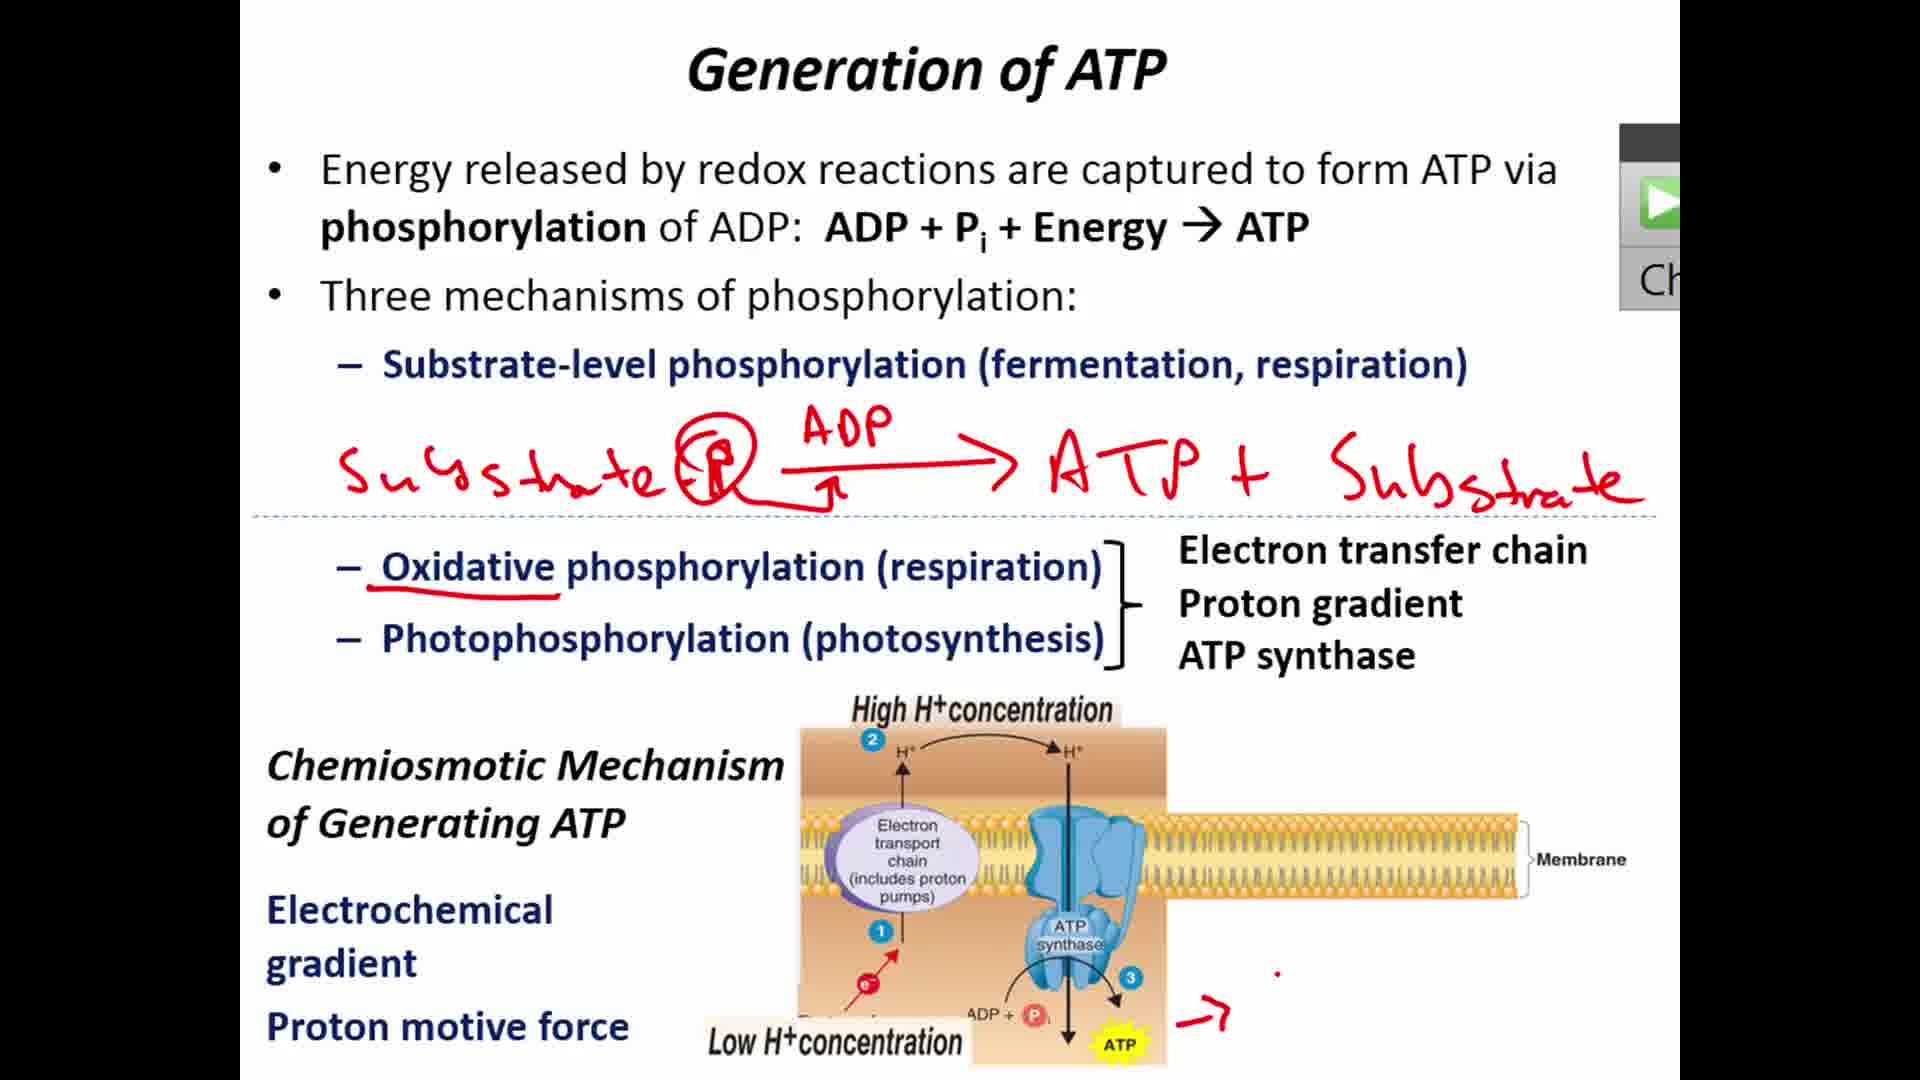 Generation of ATP
• Energy released by redox reactions are captured to form ATP via
phosphorylation of ADP: ADP + Pi + Energy → ATP
• Three mechanisms of phosphorylation:
– Substrate-level phosphorylation (fermentation, respiration)
ADP
Substrate-P → ATP + Substrate
– Oxidative phosphorylation (respiration)
– Photophosphorylation (photosynthesis)
Electron transfer chain
Proton gradient
ATP synthase
Chemiosmotic Mechanism
of Generating ATP
Electrochemical
gradient
Proton motive force
High H+ concentration
2
H+
H+
Electron
transport
chain
(includes proton
pumps)
1
e-
ATP
synthase
3
ADP + P i
ATP
Low H+ concentration
Membrane
Ch